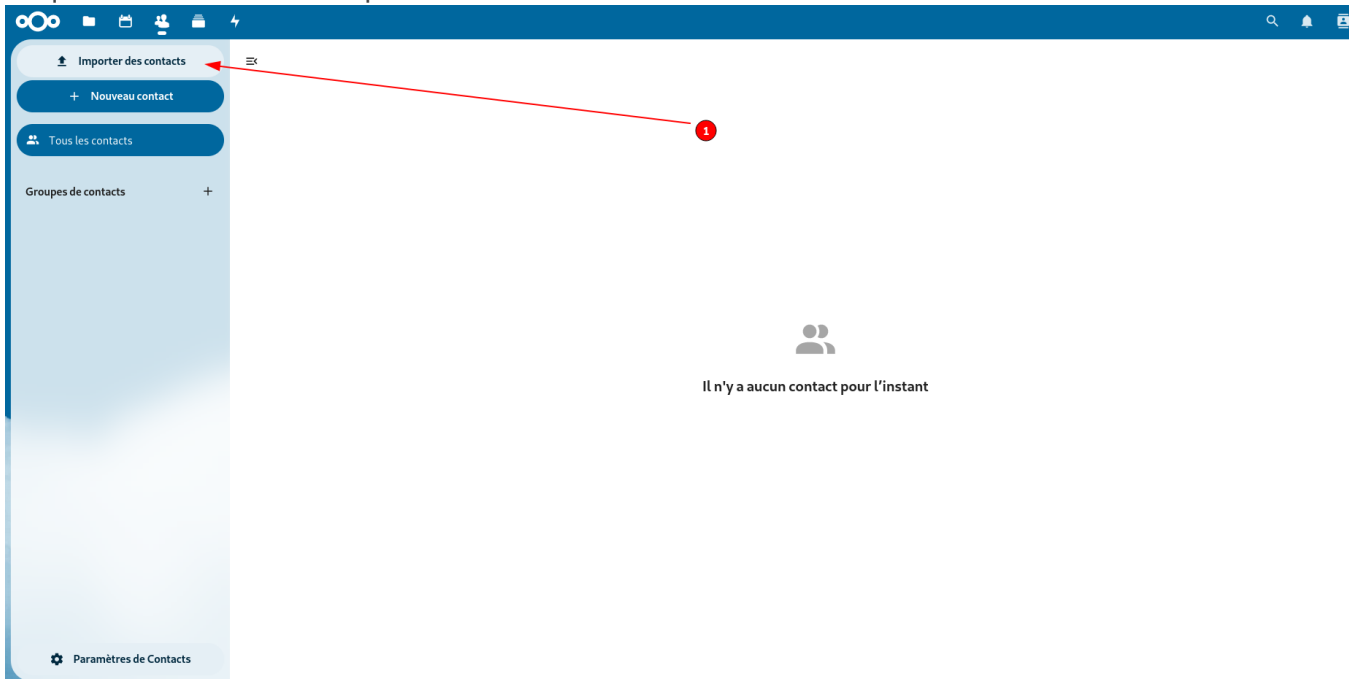 Importer des contacts
+ Nouveau contact
Tous les contacts
Groupes de contacts +
1
Il n'y a aucun contact pour l’instant
Paramètres de Contacts